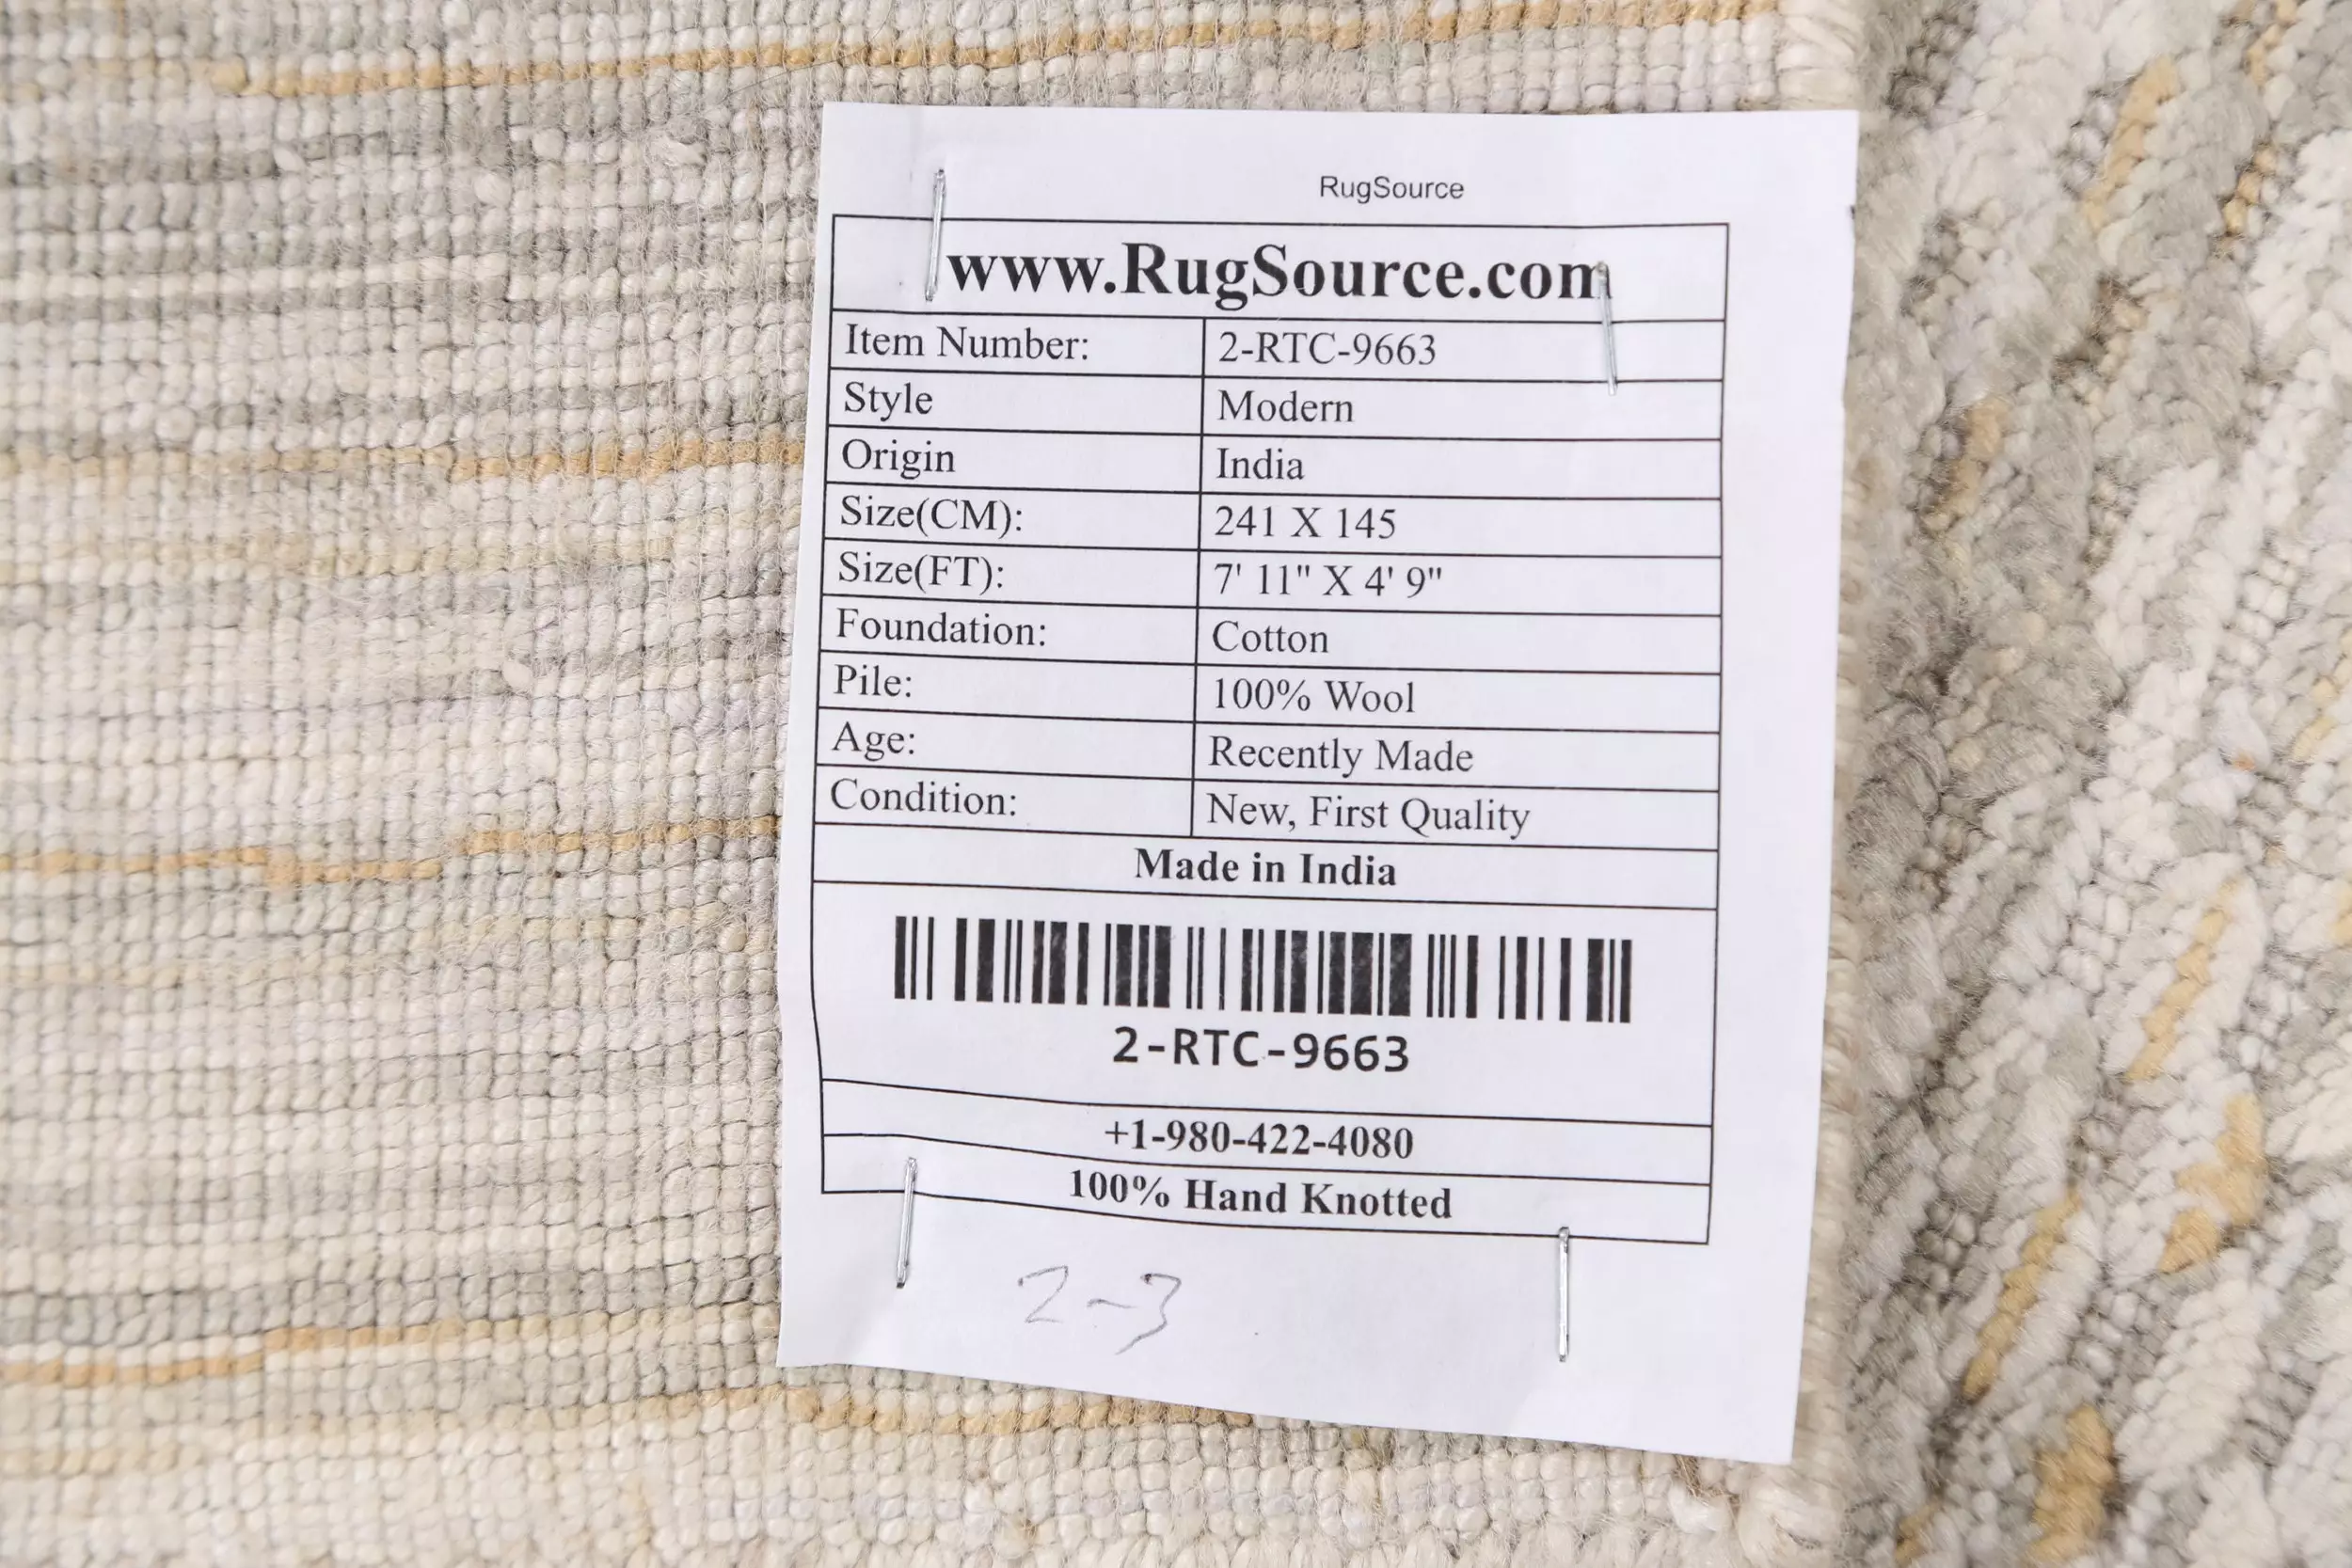 RugSource
www.RugSource.com
Item Number: 2-RTC-9663
Style Modern
Origin India
Size(CM): 241 X 145
Size(FT): 7' 11" X 4' 9"
Foundation: Cotton
Pile: 100% Wool
Age: Recently Made
Condition: New, First Quality
Made in India
2-RTC-9663
+1-980-422-4080
100% Hand Knotted
2-3